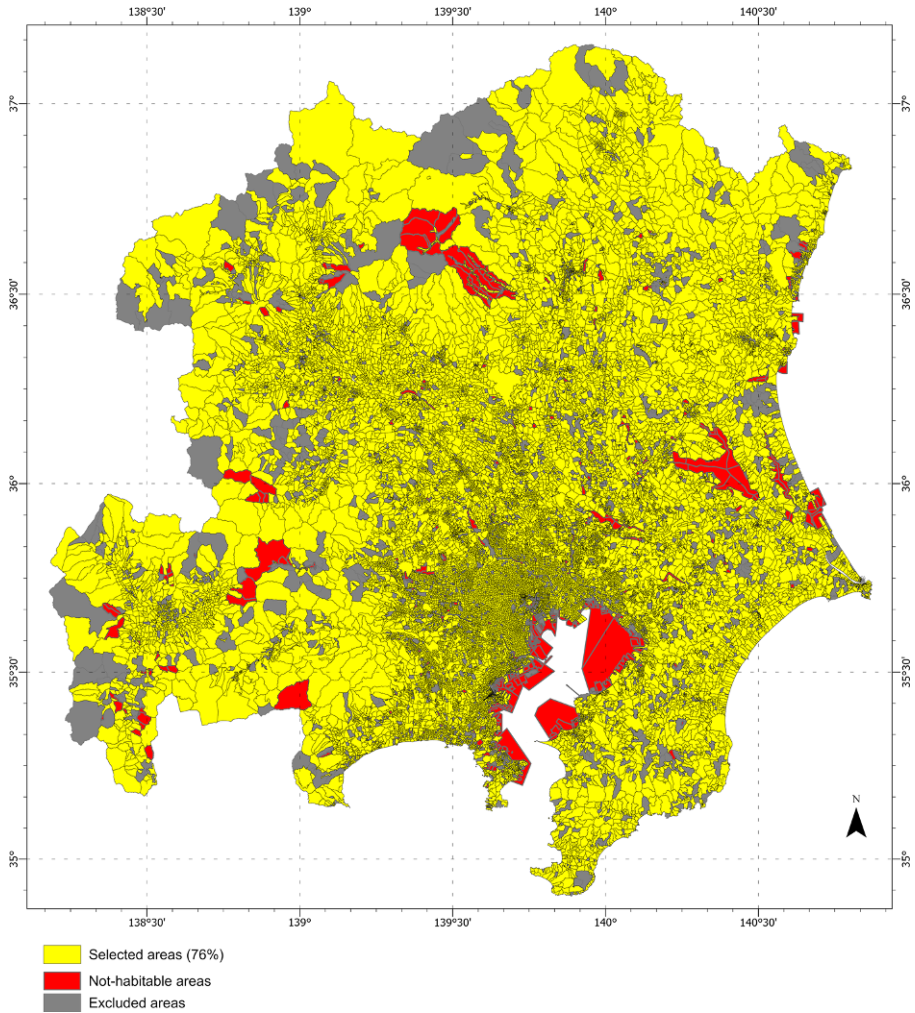 138°30' 139° 139°30' 140° 140°30'
37° 37°
36°30' 36°30'
36° 36°
35°30' 35°30'
35° 35°
N
138°30' 139° 139°30' 140° 140°30'
Selected areas (76%)
Not-habitable areas
Excluded areas